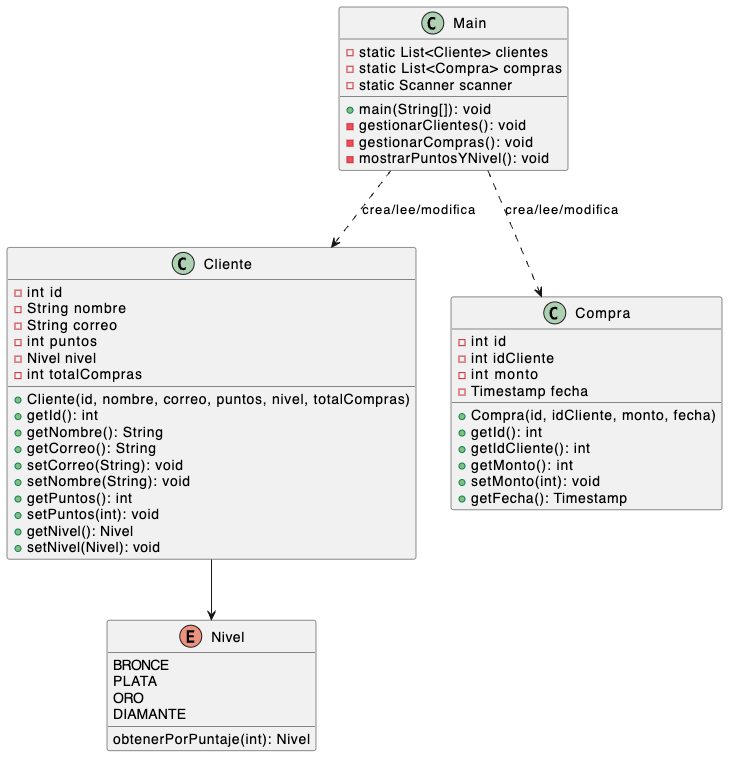 C Main
static List<Cliente> clientes
static List<Compra> compras
static Scanner scanner
main(String[]): void
gestionarClientes(): void
gestionarCompras(): void
mostrarPuntosYNivel(): void
crea/lee/modifica
crea/lee/modifica
C Cliente
int id
String nombre
String correo
int puntos
Nivel nivel
int totalCompras
Cliente(id, nombre, correo, puntos, nivel, totalCompras)
getId(): int
getNombre(): String
getCorreo(): String
setCorreo(String): void
setNombre(String): void
getPuntos(): int
setPuntos(int): void
getNivel(): Nivel
setNivel(Nivel): void
C Compra
int id
int idCliente
int monto
Timestamp fecha
Compra(id, idCliente, monto, fecha)
getId(): int
getIdCliente(): int
getMonto(): int
setMonto(int): void
getFecha(): Timestamp
E Nivel
BRONCE
PLATA
ORO
DIAMANTE
obtenerPorPuntaje(int): Nivel